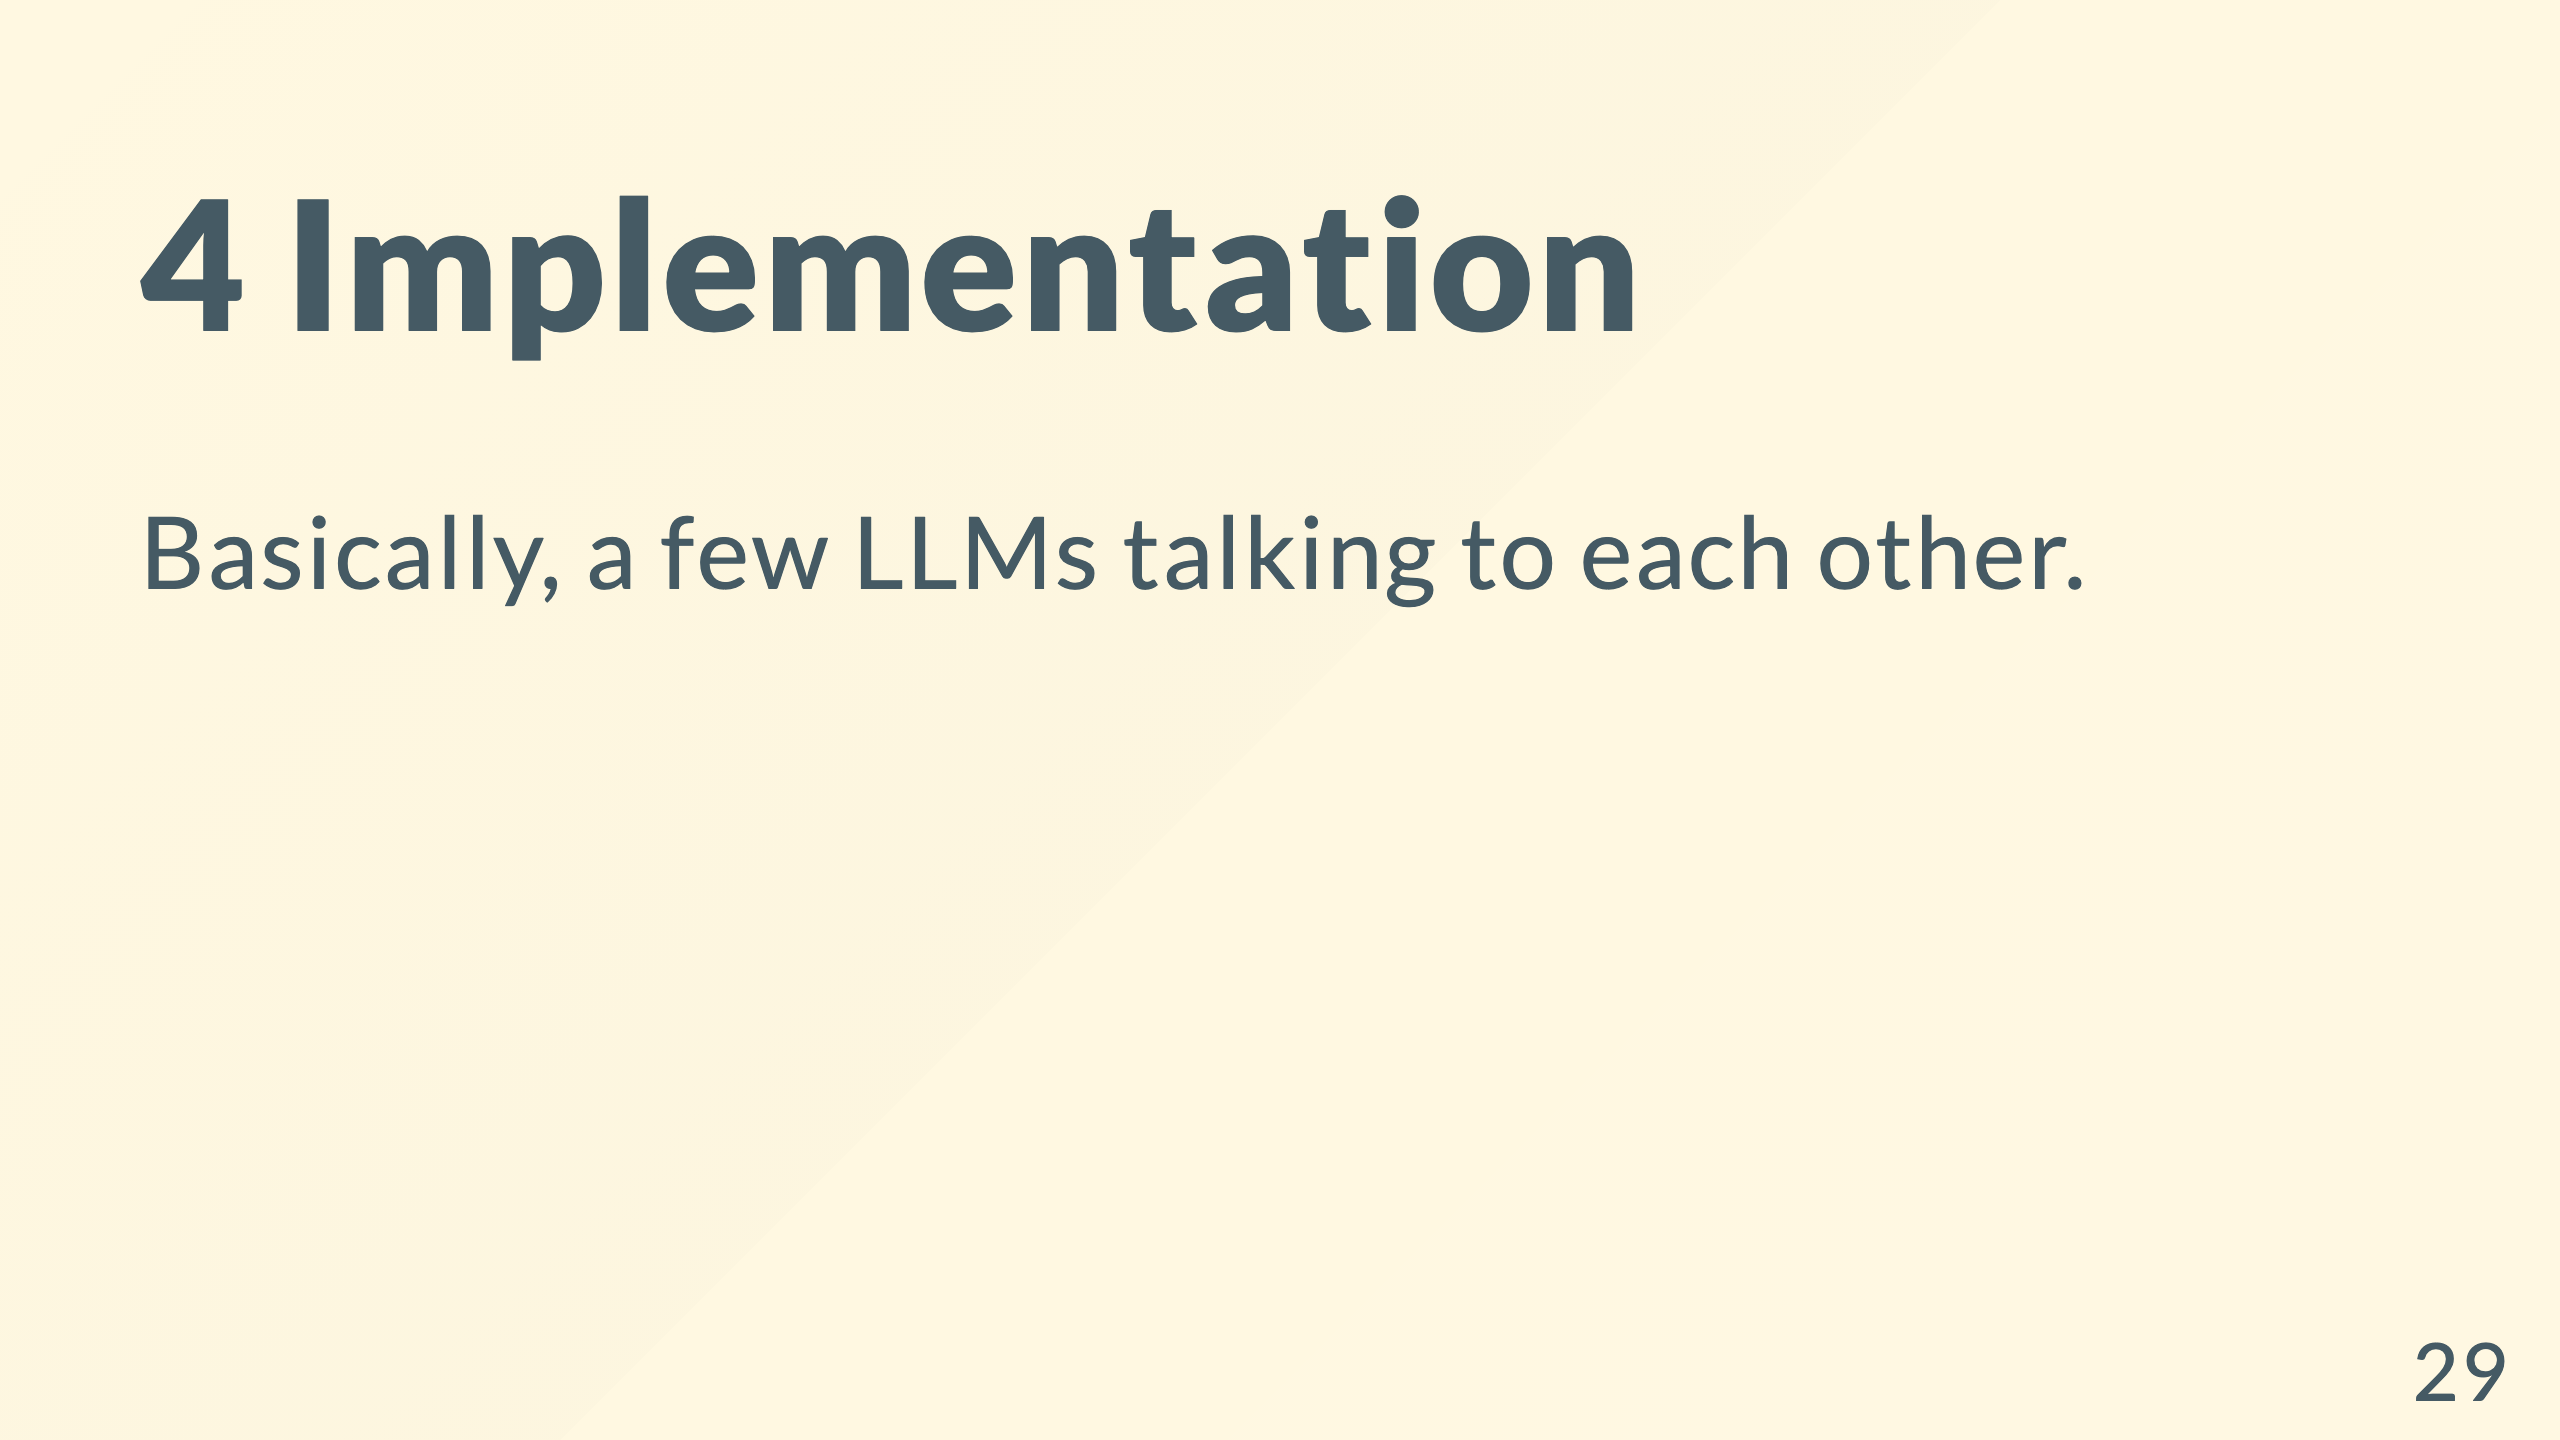 4 Implementation
Basically, a few LLMs talking to each other.
29